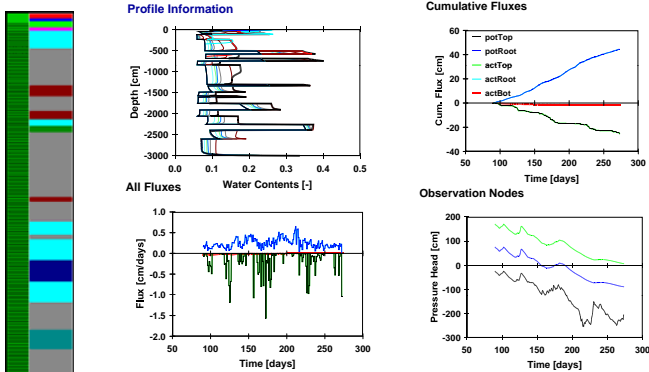 Profile Information
0
-500
-1000
-1500
-2000
-2500
-3000
Depth [cm]
0.0 0.1 0.2 0.3 0.4 0.5
Water Contents [-]
Cumulative Fluxes
potTop
potRoot
actTop
actRoot
actBot
60
40
20
0
-20
-40
Cum. Flux [cm]
50 100 150 200 250 300
Time [days]
All Fluxes
1.0
0.5
0.0
-0.5
-1.0
-1.5
-2.0
Flux [cm/days]
50 100 150 200 250 300
Time [days]
Observation Nodes
200
100
0
-100
-200
-300
Pressure Head [cm]
50 100 150 200 250 300
Time [days]